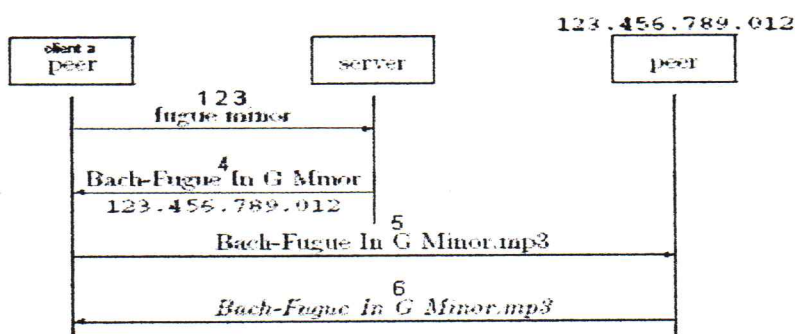 123.456.789.012
client a
peer
server
peer
1 2 3
fugue minor
4
Bach-Fugue In G Minor
123.456.789.012
5
Bach-Fugue In G Minor.mp3
6
Bach-Fugue In G Minor.mp3